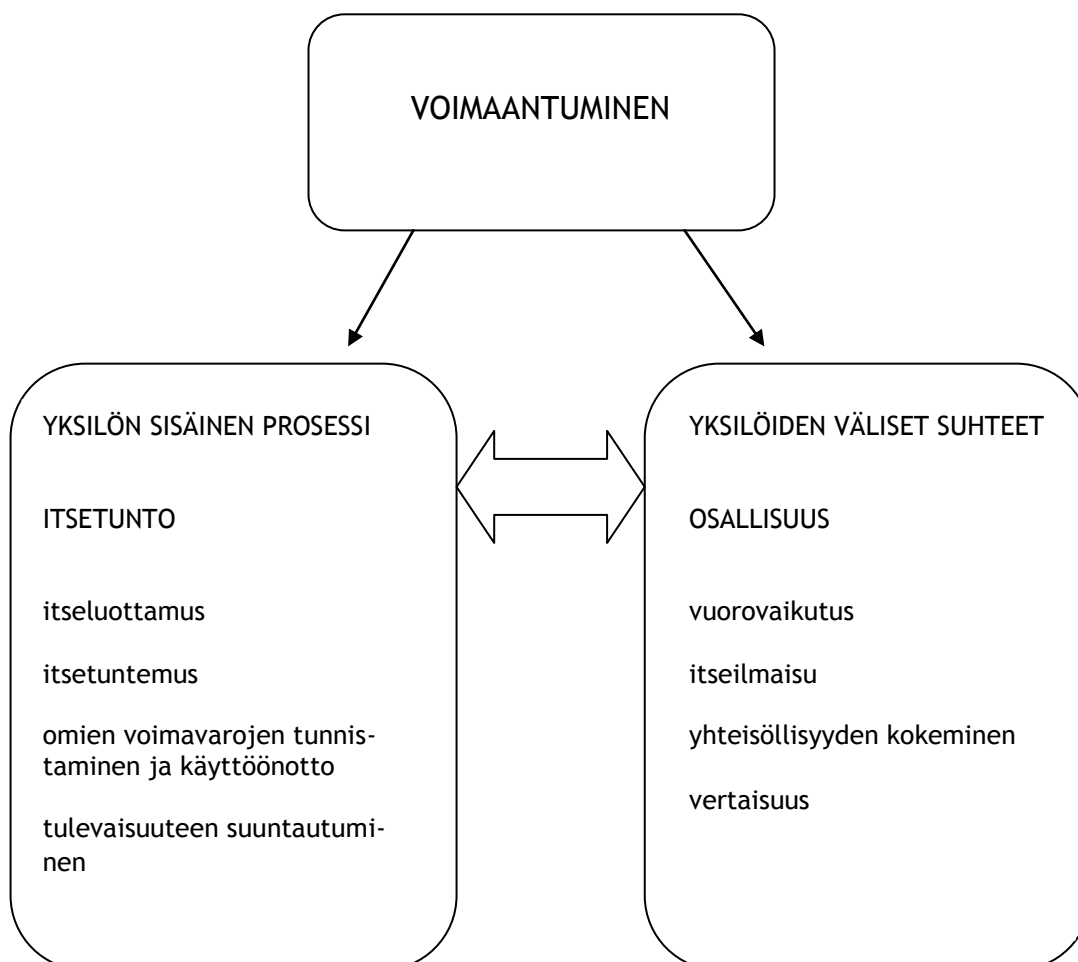 VOIMAANTUMINEN
YKSILÖN SISÄINEN PROSESSI
ITSETUNTO
itseluottamus
itsetuntemus
omien voimavarojen tunnis-
taminen ja käyttöönotto
tulevaisuuteen suuntautumi-
nen
YKSILÖIDEN VÄLISET SUHTEET
OSALLISUUS
vuorovaikutus
itseilmaisu
yhteisöllisyyden kokeminen
vertaisuus